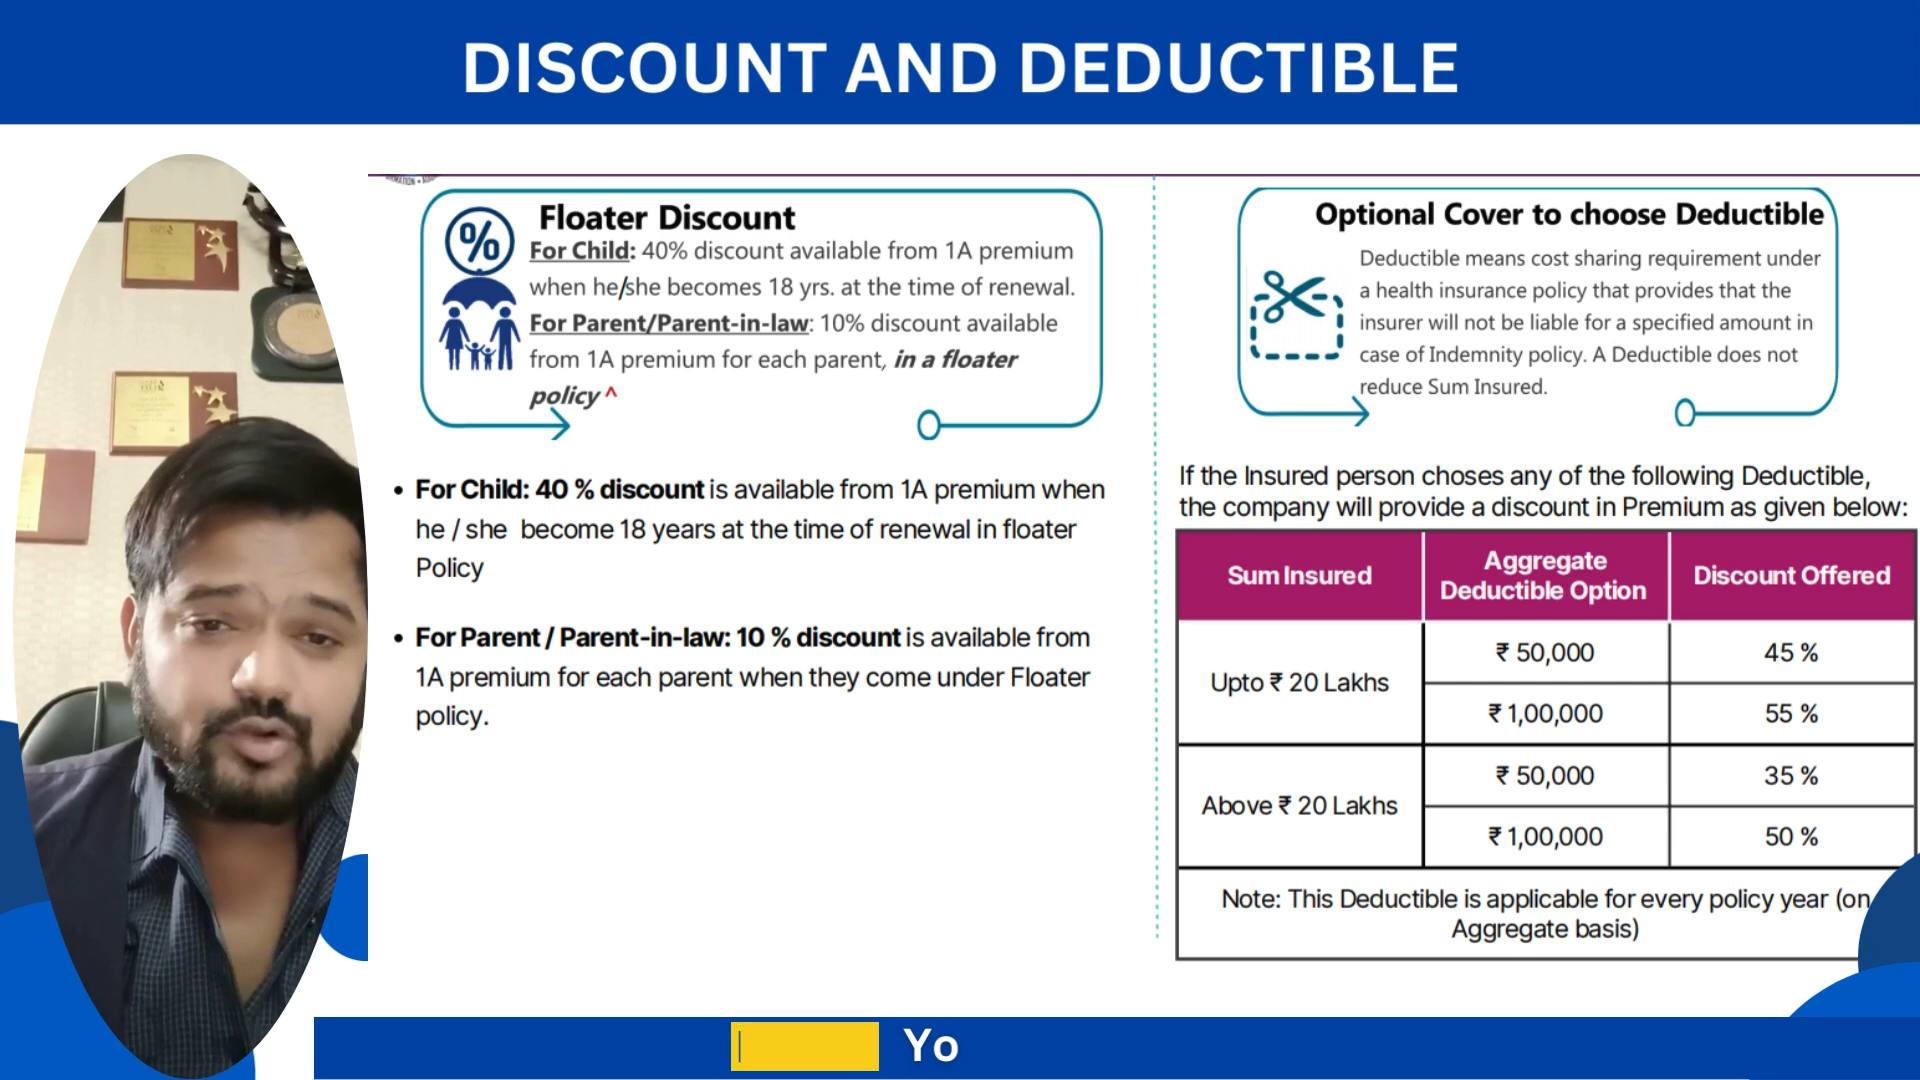 DISCOUNT AND DEDUCTIBLE
Floater Discount
For Child: 40% discount available from 1A premium
when he/she becomes 18 yrs. at the time of renewal.
For Parent/Parent-in-law: 10% discount available
from 1A premium for each parent, in a floater
policy ^
• For Child: 40 % discount is available from 1A premium when
he / she become 18 years at the time of renewal in floater
Policy
• For Parent / Parent-in-law: 10 % discount is available from
1A premium for each parent when they come under Floater
policy.
Optional Cover to choose Deductible
Deductible means cost sharing requirement under
a health insurance policy that provides that the
insurer will not be liable for a specified amount in
case of Indemnity policy. A Deductible does not
reduce Sum Insured.
If the Insured person choses any of the following Deductible,
the company will provide a discount in Premium as given below:
Sum Insured
Aggregate
Deductible Option
Discount Offered
Upto ₹ 20 Lakhs
₹ 50,000
45 %
₹ 1,00,000
55 %
Above ₹ 20 Lakhs
₹ 50,000
35 %
₹ 1,00,000
50 %
Note: This Deductible is applicable for every policy year (on
Aggregate basis)
Yo